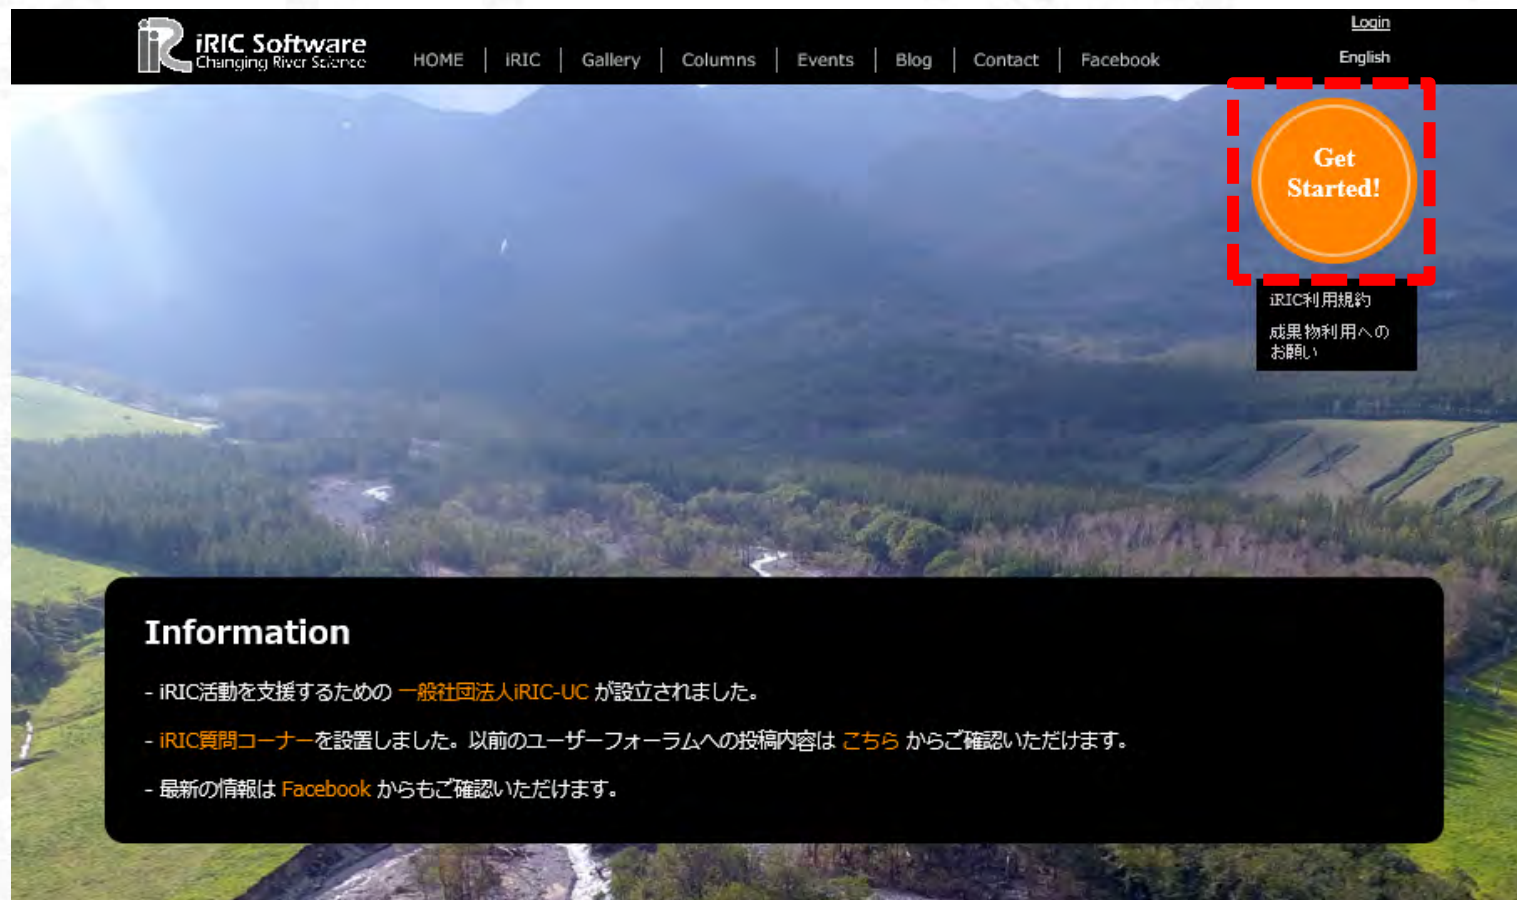 iRIC Software
Changing River Science
HOME
iRIC
Gallery
Columns
Events
Blog
Contact
Facebook
Login
English
Get
Started!
iRIC利用規約
成果物利用への
お願い
Information
- iRIC活動を支援するための 一般社団法人iRIC-UC が設立されました。
- iRIC質問コーナーを設置しました。以前のユーザーフォーラムへの投稿内容は こちら からご確認いただけます。
- 最新の情報は Facebook からもご確認いただけます。